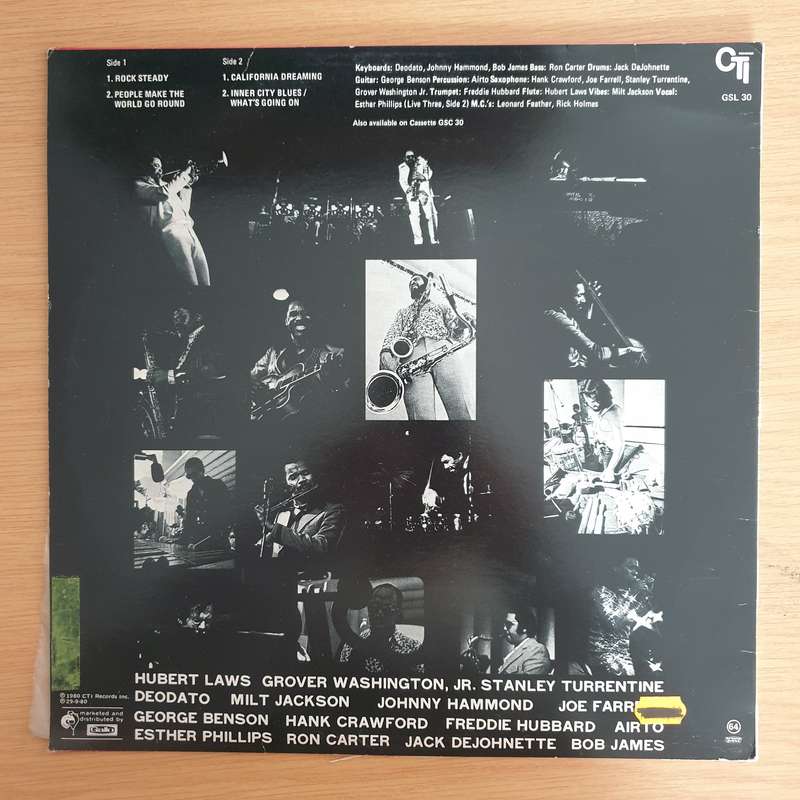 Side 1
1. ROCK STEADY
2. PEOPLE MAKE THE
WORLD GO ROUND
Side 2
1. CALIFORNIA DREAMING
2. INNER CITY BLUES/
WHAT'S GOING ON
Keyboards: Deodato, Johnny Hammond, Bob James Bass: Ron Carter Drums: Jack DeJohnette
Guitar: George Benson Percussion: Airto Saxophone: Hank Crawford, Joe Farrell, Stanley Turrentine,
Grover Washington Jr. Trumpet: Freddie Hubbard Flute: Hubert Laws Vibes: Milt Jackson Vocal:
Esther Phillips (Live Three, Side 2) M.C.'s: Leonard Feather, Rick Holmes
Also available on Cassette GSC 30
CTI
GSL 30
HUBERT LAWS GROVER WASHINGTON, JR. STANLEY TURRENTINE
DEODATO MILT JACKSON JOHNNY HAMMOND JOE FARR
GEORGE BENSON HANK CRAWFORD FREDDIE HUBBARD AIRTO
ESTHER PHILLIPS RON CARTER JACK DEJOHNETTE BOB JAMES
℗ 1980 CTI Records Inc.
© 29-9-80
marketed and
distributed by
Gallo
64